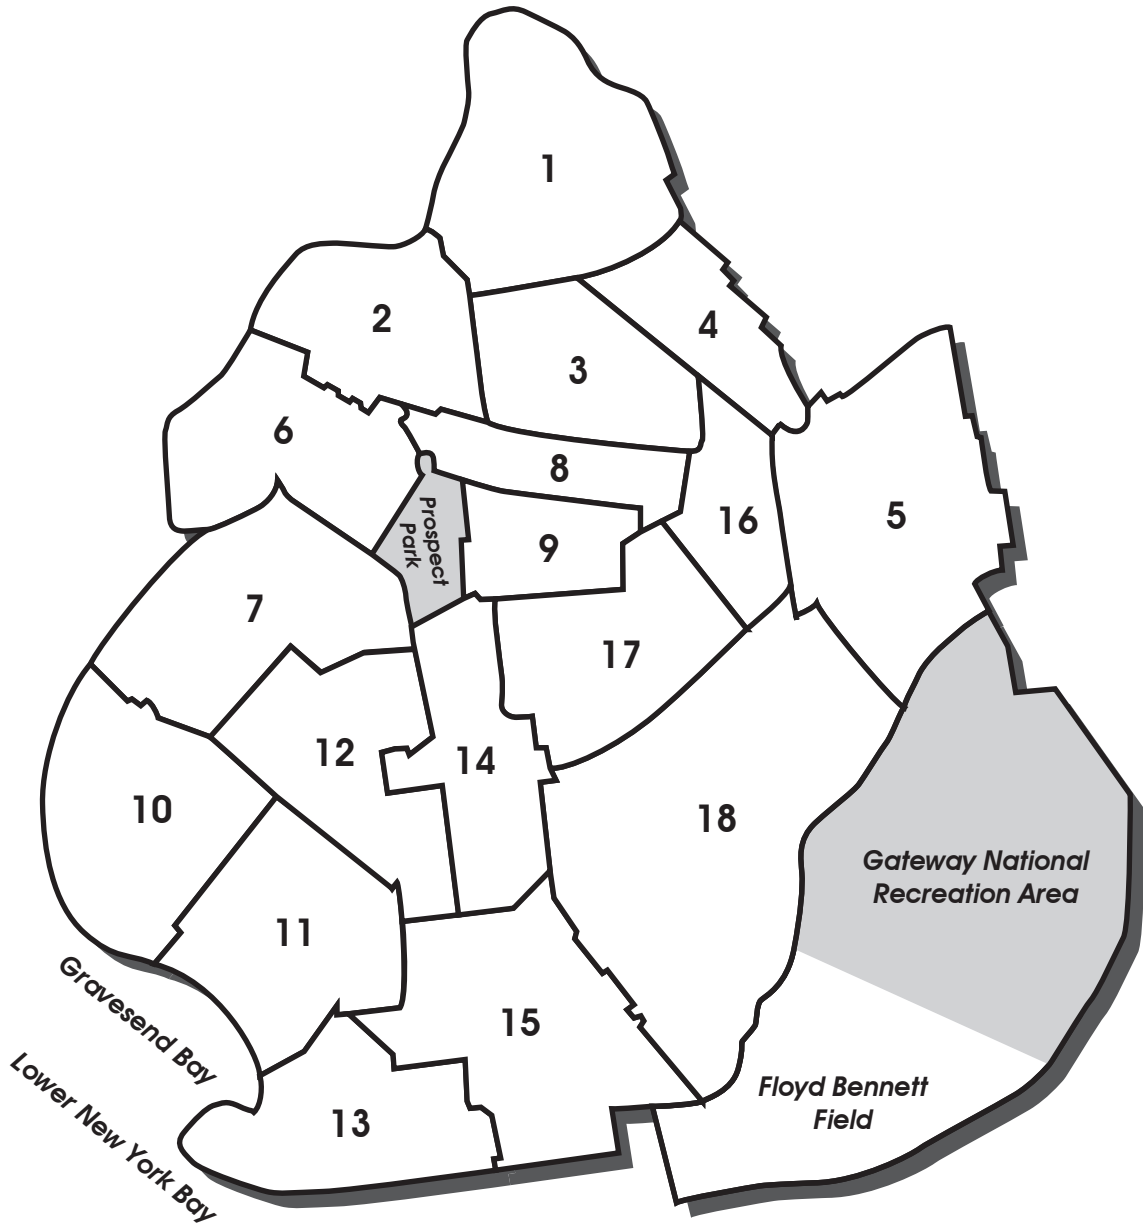 1
2
3
4
6
8
5
16
9
Prospect
Park
7
17
12
14
10
18
Gateway National
Recreation Area
11
Gravesend Bay
15
Lower New York Bay
13
Floyd Bennett
Field